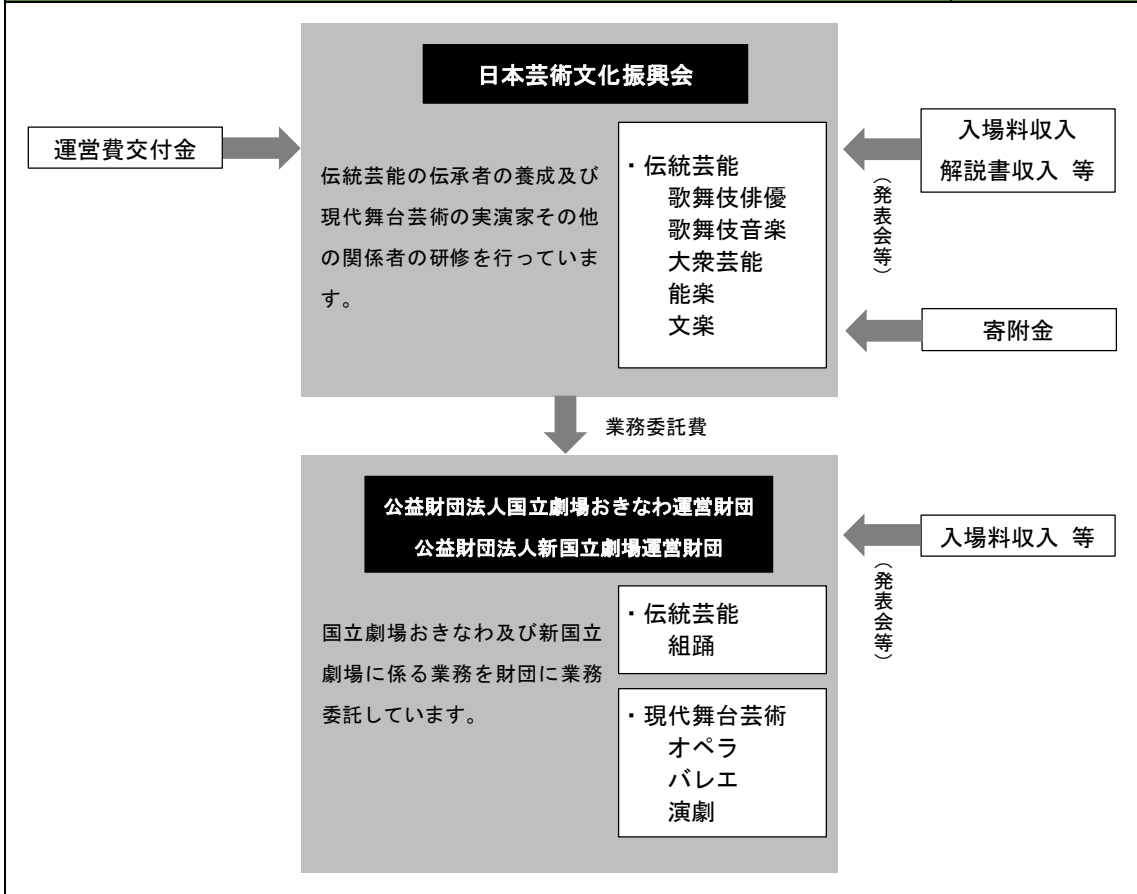 日本芸術文化振興会
運営費交付金
伝統芸能の伝承者の養成及び
現代舞台芸術の実演家その他
の関係者の研修を行っていま
す。
・伝統芸能
歌舞伎俳優
歌舞伎音楽
大衆芸能
能楽
文楽
入場料収入
解説書収入 等
（発表会等）
寄附金
業務委託費
公益財団法人国立劇場おきなわ運営財団
公益財団法人新国立劇場運営財団
国立劇場おきなわ及び新国立
劇場に係る業務を財団に業務
委託しています。
・伝統芸能
組踊
・現代舞台芸術
オペラ
バレエ
演劇
入場料収入 等
（発表会等）